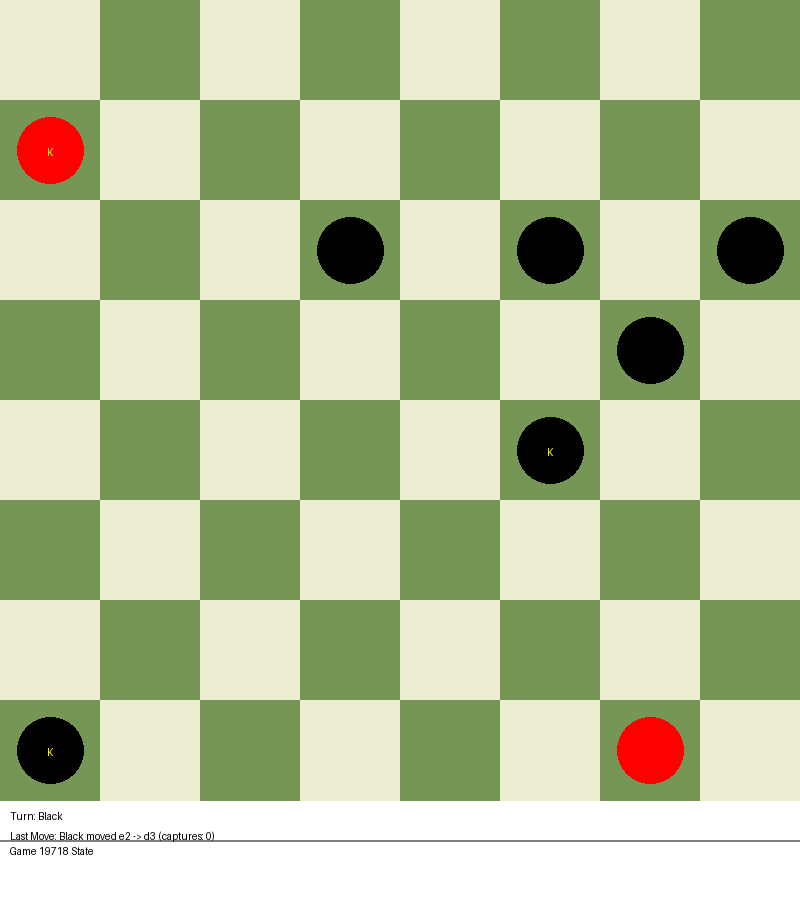 K
K
K
Turn: Black
Last Move: Black moved e2 -> d3 (captures: 0)
Game 19718 State